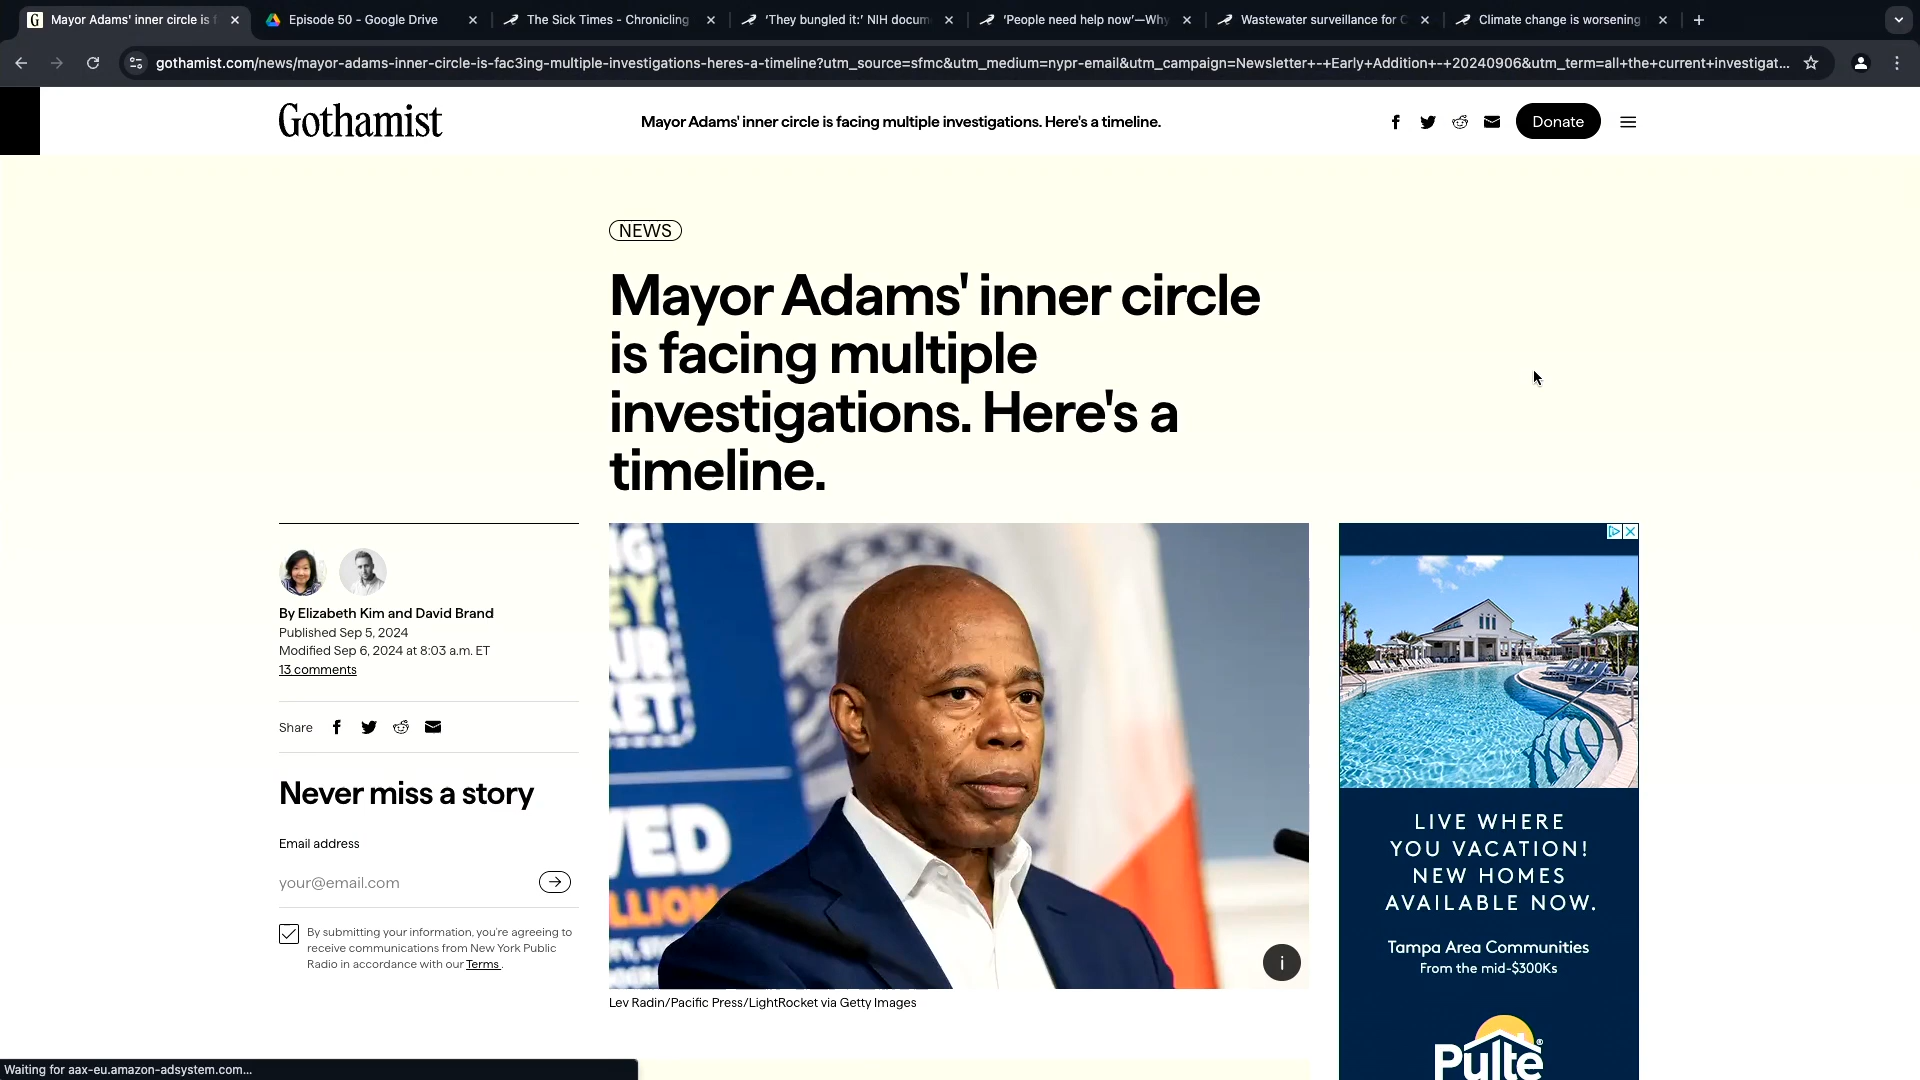 Mayor Adams' inner circle is f
Episode 50 - Google Drive
The Sick Times - Chronicling
'They bungled it:' NIH docum
'People need help now'—Why
Wastewater surveillance for C
Climate change is worsening
gothamist.com/news/mayor-adams-inner-circle-is-fac3ing-multiple-investigations-heres-a-timeline?utm_source=sfmc&utm_medium=nypr-email&utm_campaign=Newsletter+-+Early+Addition+-+20240906&utm_term=all+the+current+investigat...
Gothamist
Mayor Adams' inner circle is facing multiple investigations. Here's a timeline.
Donate
NEWS
Mayor Adams' inner circle
is facing multiple
investigations. Here's a
timeline.
By Elizabeth Kim and David Brand
Published Sep 5, 2024
Modified Sep 6, 2024 at 8:03 a.m. ET
13 comments
Share
Never miss a story
Email address
your@email.com
By submitting your information, you're agreeing to
receive communications from New York Public
Radio in accordance with our Terms.
VED
LLION
i
Lev Radin/Pacific Press/LightRocket via Getty Images
LIVE WHERE
YOU VACATION!
NEW HOMES
AVAILABLE NOW.
Tampa Area Communities
From the mid-$300Ks
Pulte
Waiting for aax-eu.amazon-adsystem.com...